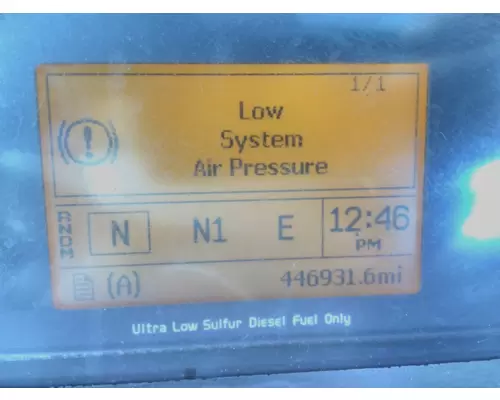 1/1
Low
System
Air Pressure
RNDM
N N1 E 12:46
PM
(A) 446931.6mi
Ultra Low Sulfur Diesel Fuel Only